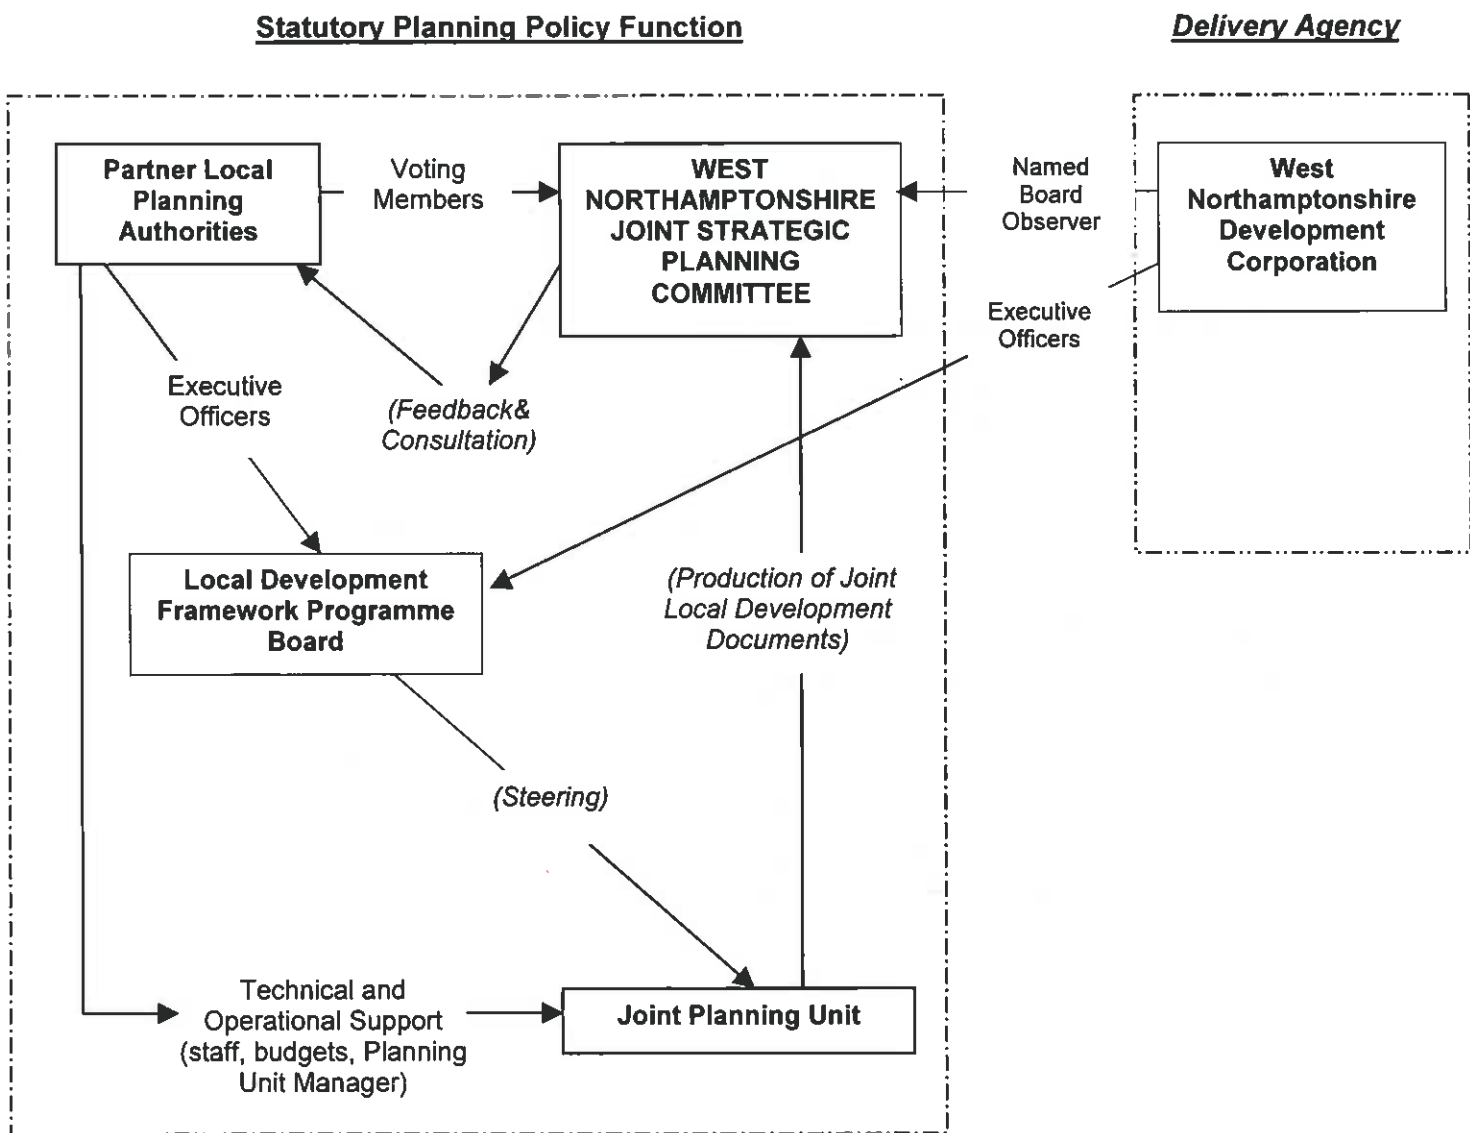 Statutory Planning Policy Function
Delivery Agency
Partner Local
Planning
Authorities
Voting
Members
WEST
NORTHAMPTONSHIRE
JOINT STRATEGIC
PLANNING
COMMITTEE
Named
Board
Observer
West
Northamptonshire
Development
Corporation
Executive
Officers
Executive
Officers
(Feedback&
Consultation)
Local Development
Framework Programme
Board
(Production of Joint
Local Development
Documents)
(Steering)
Technical and
Operational Support
(staff, budgets, Planning
Unit Manager)
Joint Planning Unit